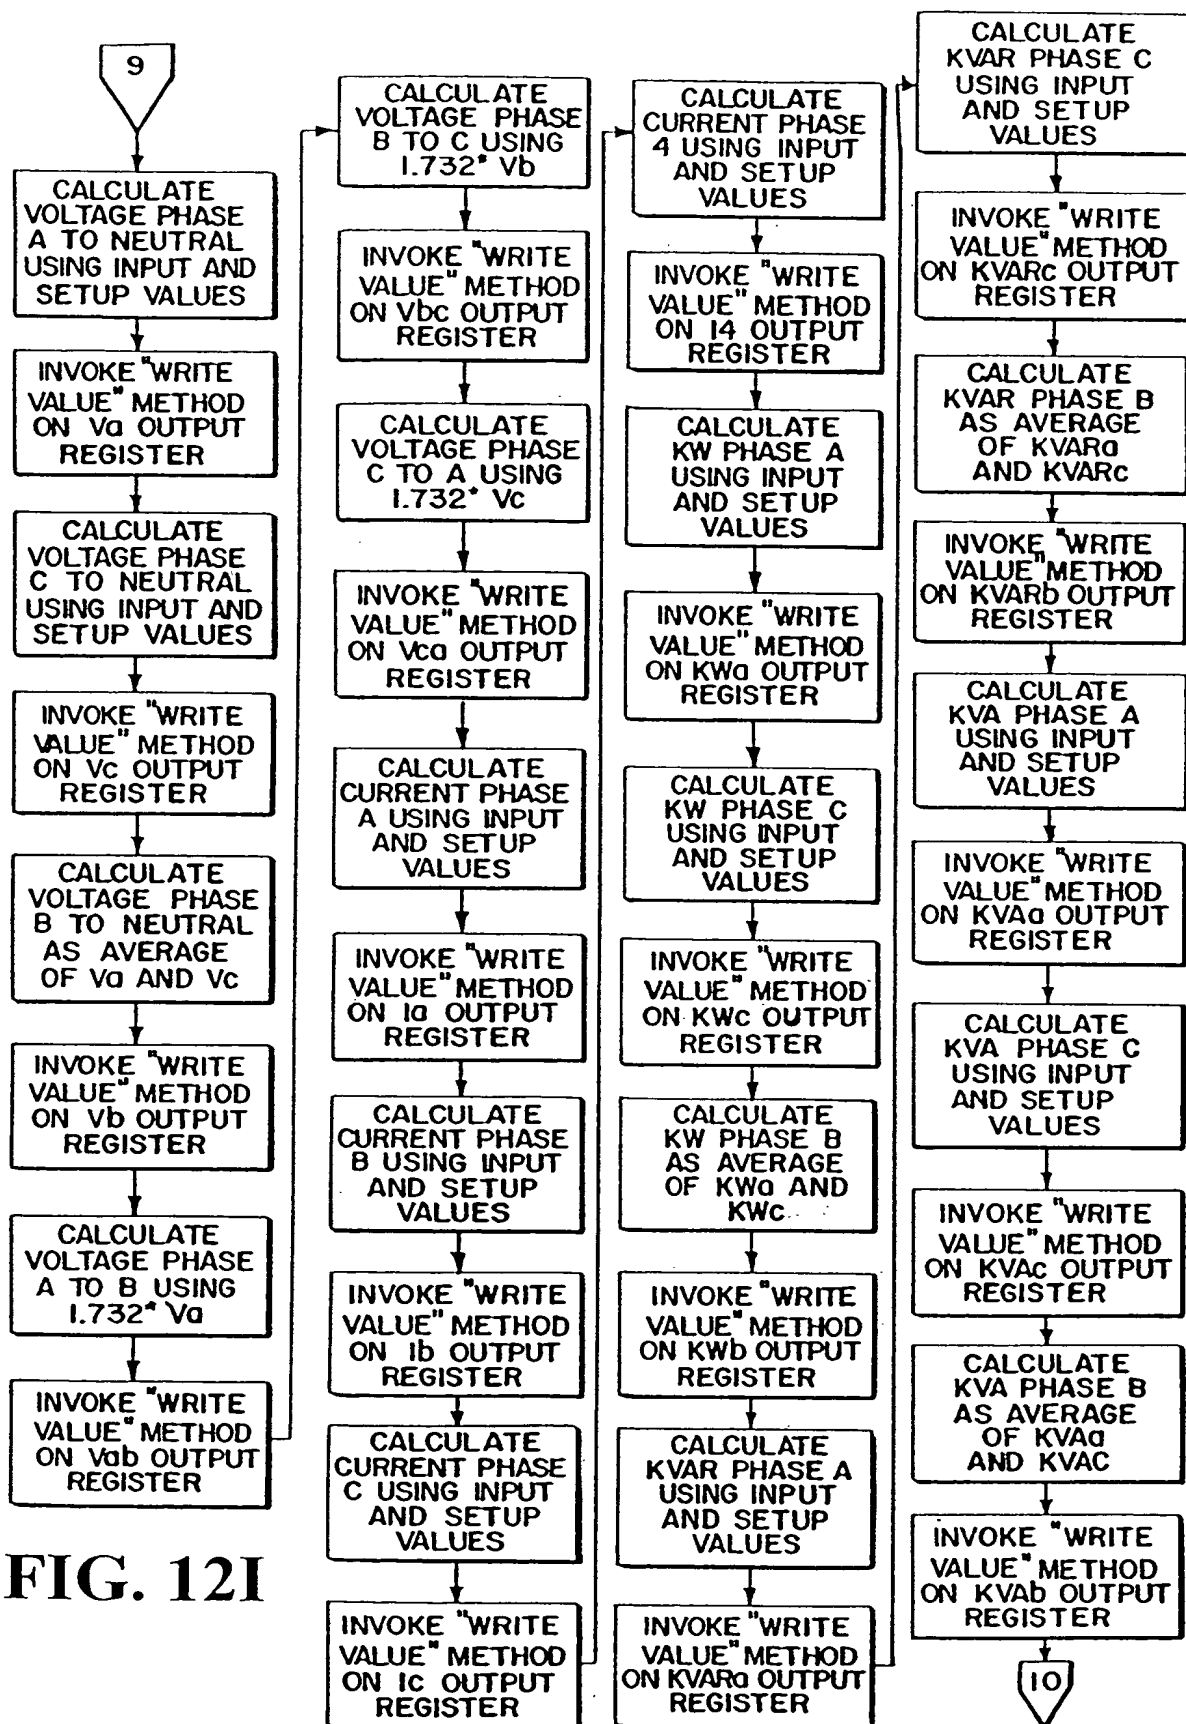 9
CALCULATE
VOLTAGE PHASE
A TO NEUTRAL
USING INPUT AND
SETUP VALUES
INVOKE "WRITE
VALUE" METHOD
ON Va OUTPUT
REGISTER
CALCULATE
VOLTAGE PHASE
C TO NEUTRAL
USING INPUT AND
SETUP VALUES
INVOKE "WRITE
VALUE" METHOD
ON Vc OUTPUT
REGISTER
CALCULATE
VOLTAGE PHASE
B TO NEUTRAL
AS AVERAGE
OF Va AND Vc
INVOKE "WRITE
VALUE" METHOD
ON Vb OUTPUT
REGISTER
CALCULATE
VOLTAGE PHASE
A TO B USING
1.732* Va
INVOKE "WRITE
VALUE" METHOD
ON Vab OUTPUT
REGISTER
CALCULATE
VOLTAGE PHASE
B TO C USING
1.732* Vb
INVOKE "WRITE
VALUE" METHOD
ON Vbc OUTPUT
REGISTER
CALCULATE
VOLTAGE PHASE
C TO A USING
1.732* Vc
INVOKE "WRITE
VALUE" METHOD
ON Vca OUTPUT
REGISTER
CALCULATE
CURRENT PHASE
A USING INPUT
AND SETUP
VALUES
INVOKE "WRITE
VALUE" METHOD
ON Ia OUTPUT
REGISTER
CALCULATE
CURRENT PHASE
B USING INPUT
AND SETUP
VALUES
INVOKE "WRITE
VALUE" METHOD
ON Ib OUTPUT
REGISTER
CALCULATE
CURRENT PHASE
C USING INPUT
AND SETUP
VALUES
INVOKE "WRITE
VALUE" METHOD
ON Ic OUTPUT
REGISTER
CALCULATE
CURRENT PHASE
4 USING INPUT
AND SETUP
VALUES
INVOKE "WRITE
VALUE" METHOD
ON I4 OUTPUT
REGISTER
CALCULATE
KW PHASE A
USING INPUT
AND SETUP
VALUES
INVOKE "WRITE
VALUE" METHOD
ON KWa OUTPUT
REGISTER
CALCULATE
KW PHASE C
USING INPUT
AND SETUP
VALUES
INVOKE "WRITE
VALUE" METHOD
ON KWc OUTPUT
REGISTER
CALCULATE
KW PHASE B
AS AVERAGE
OF KWa AND
KWc
INVOKE "WRITE
VALUE" METHOD
ON KWb OUTPUT
REGISTER
CALCULATE
KVAR PHASE A
USING INPUT
AND SETUP
VALUES
INVOKE "WRITE
VALUE" METHOD
ON KVARa OUTPUT
REGISTER
CALCULATE
KVAR PHASE C
USING INPUT
AND SETUP
VALUES
INVOKE "WRITE
VALUE" METHOD
ON KVARc OUTPUT
REGISTER
CALCULATE
KVAR PHASE B
AS AVERAGE
OF KVARa
AND KVARc
INVOKE "WRITE
VALUE" METHOD
ON KVARb OUTPUT
REGISTER
CALCULATE
KVA PHASE A
USING INPUT
AND SETUP
VALUES
INVOKE "WRITE
VALUE" METHOD
ON KVAa OUTPUT
REGISTER
CALCULATE
KVA PHASE C
USING INPUT
AND SETUP
VALUES
INVOKE "WRITE
VALUE" METHOD
ON KVAc OUTPUT
REGISTER
CALCULATE
KVA PHASE B
AS AVERAGE
OF KVAa
AND KVAC
INVOKE "WRITE
VALUE" METHOD
ON KVAb OUTPUT
REGISTER
10
FIG. 12I